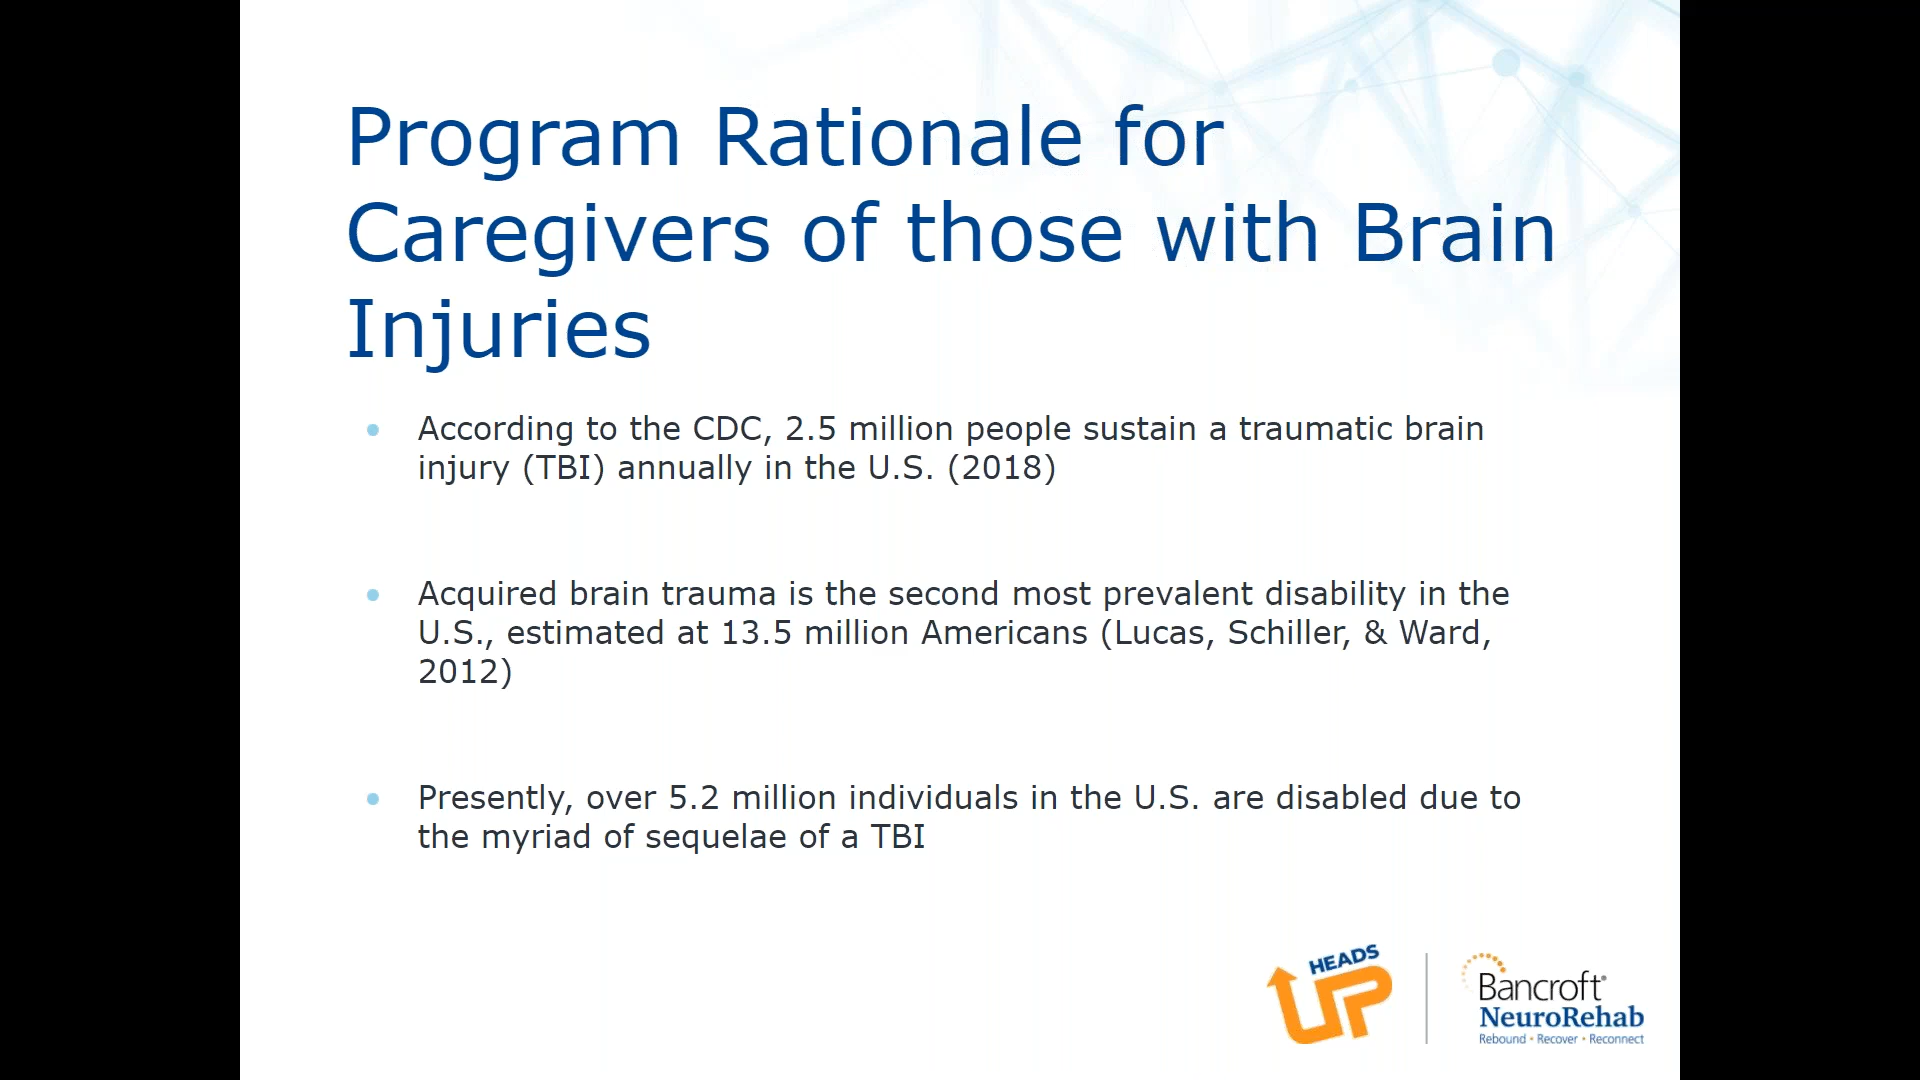 Program Rationale for
Caregivers of those with Brain
Injuries
• According to the CDC, 2.5 million people sustain a traumatic brain
injury (TBI) annually in the U.S. (2018)
• Acquired brain trauma is the second most prevalent disability in the
U.S., estimated at 13.5 million Americans (Lucas, Schiller, & Ward,
2012)
• Presently, over 5.2 million individuals in the U.S. are disabled due to
the myriad of sequelae of a TBI
HEADS
UP
Bancroft®
NeuroRehab
Rebound • Recover • Reconnect